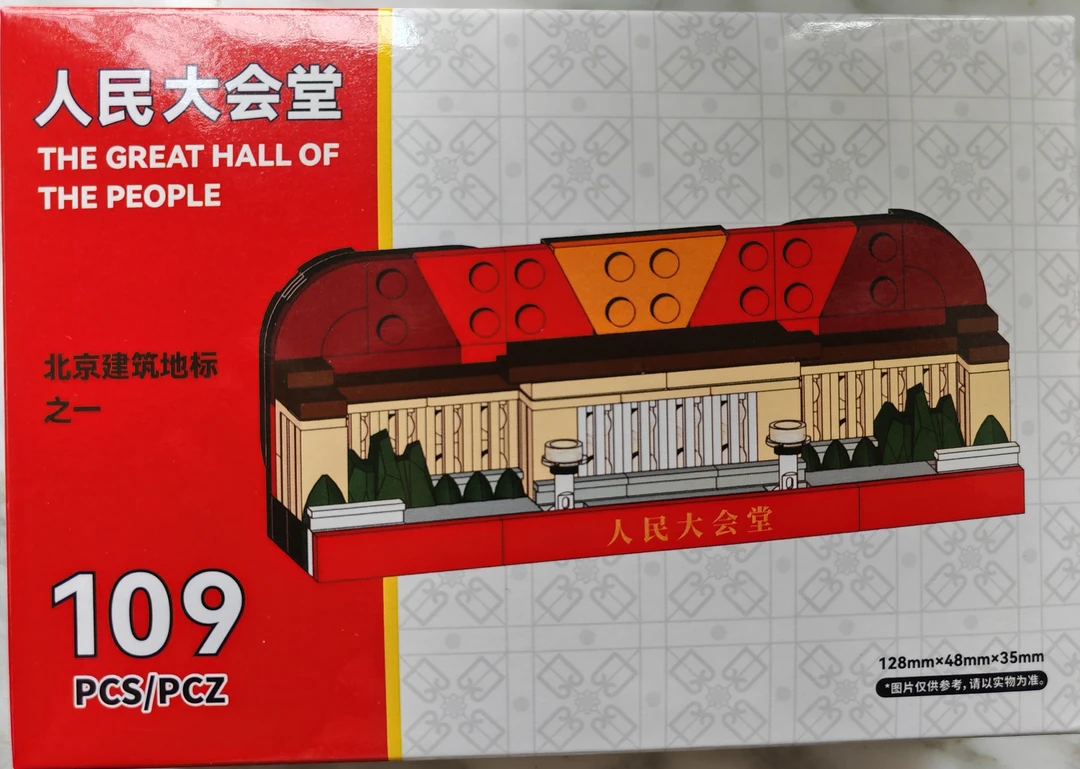 人民大会堂
THE GREAT HALL OF
THE PEOPLE
北京建筑地标
之一
人民大会堂
109
PCS/PCZ
128mm×48mm×35mm
*图片仅供参考,请以实物为准。